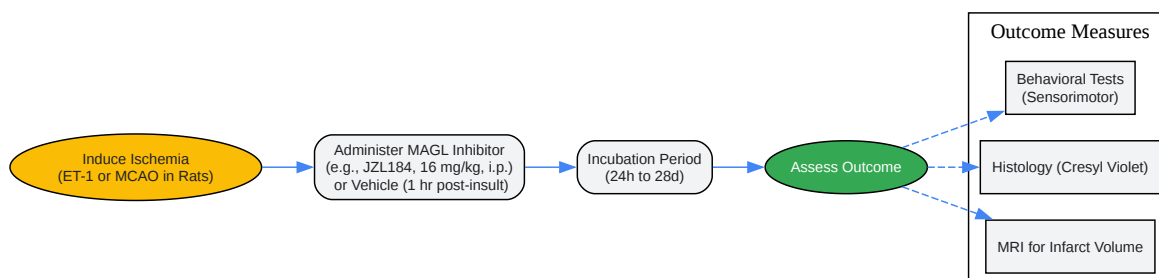 Induce Ischemia
(ET-1 or MCAO in Rats)
Administer MAGL Inhibitor
(e.g., JZL184, 16 mg/kg, i.p.)
or Vehicle (1 hr post-insult)
Incubation Period
(24h to 28d)
Assess Outcome
Outcome Measures
Behavioral Tests
(Sensorimotor)
Histology (Cresyl Violet)
MRI for Infarct Volume